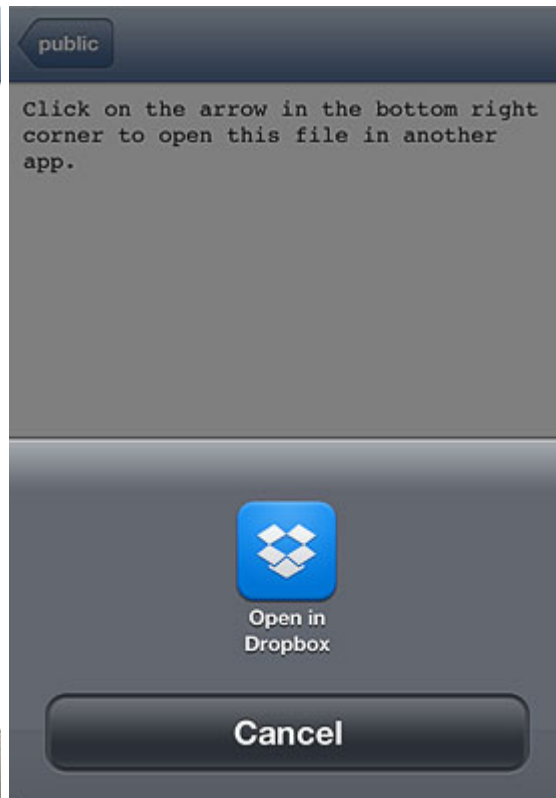 public
Click on the arrow in the bottom right
corner to open this file in another
app.
Open in
Dropbox
Cancel